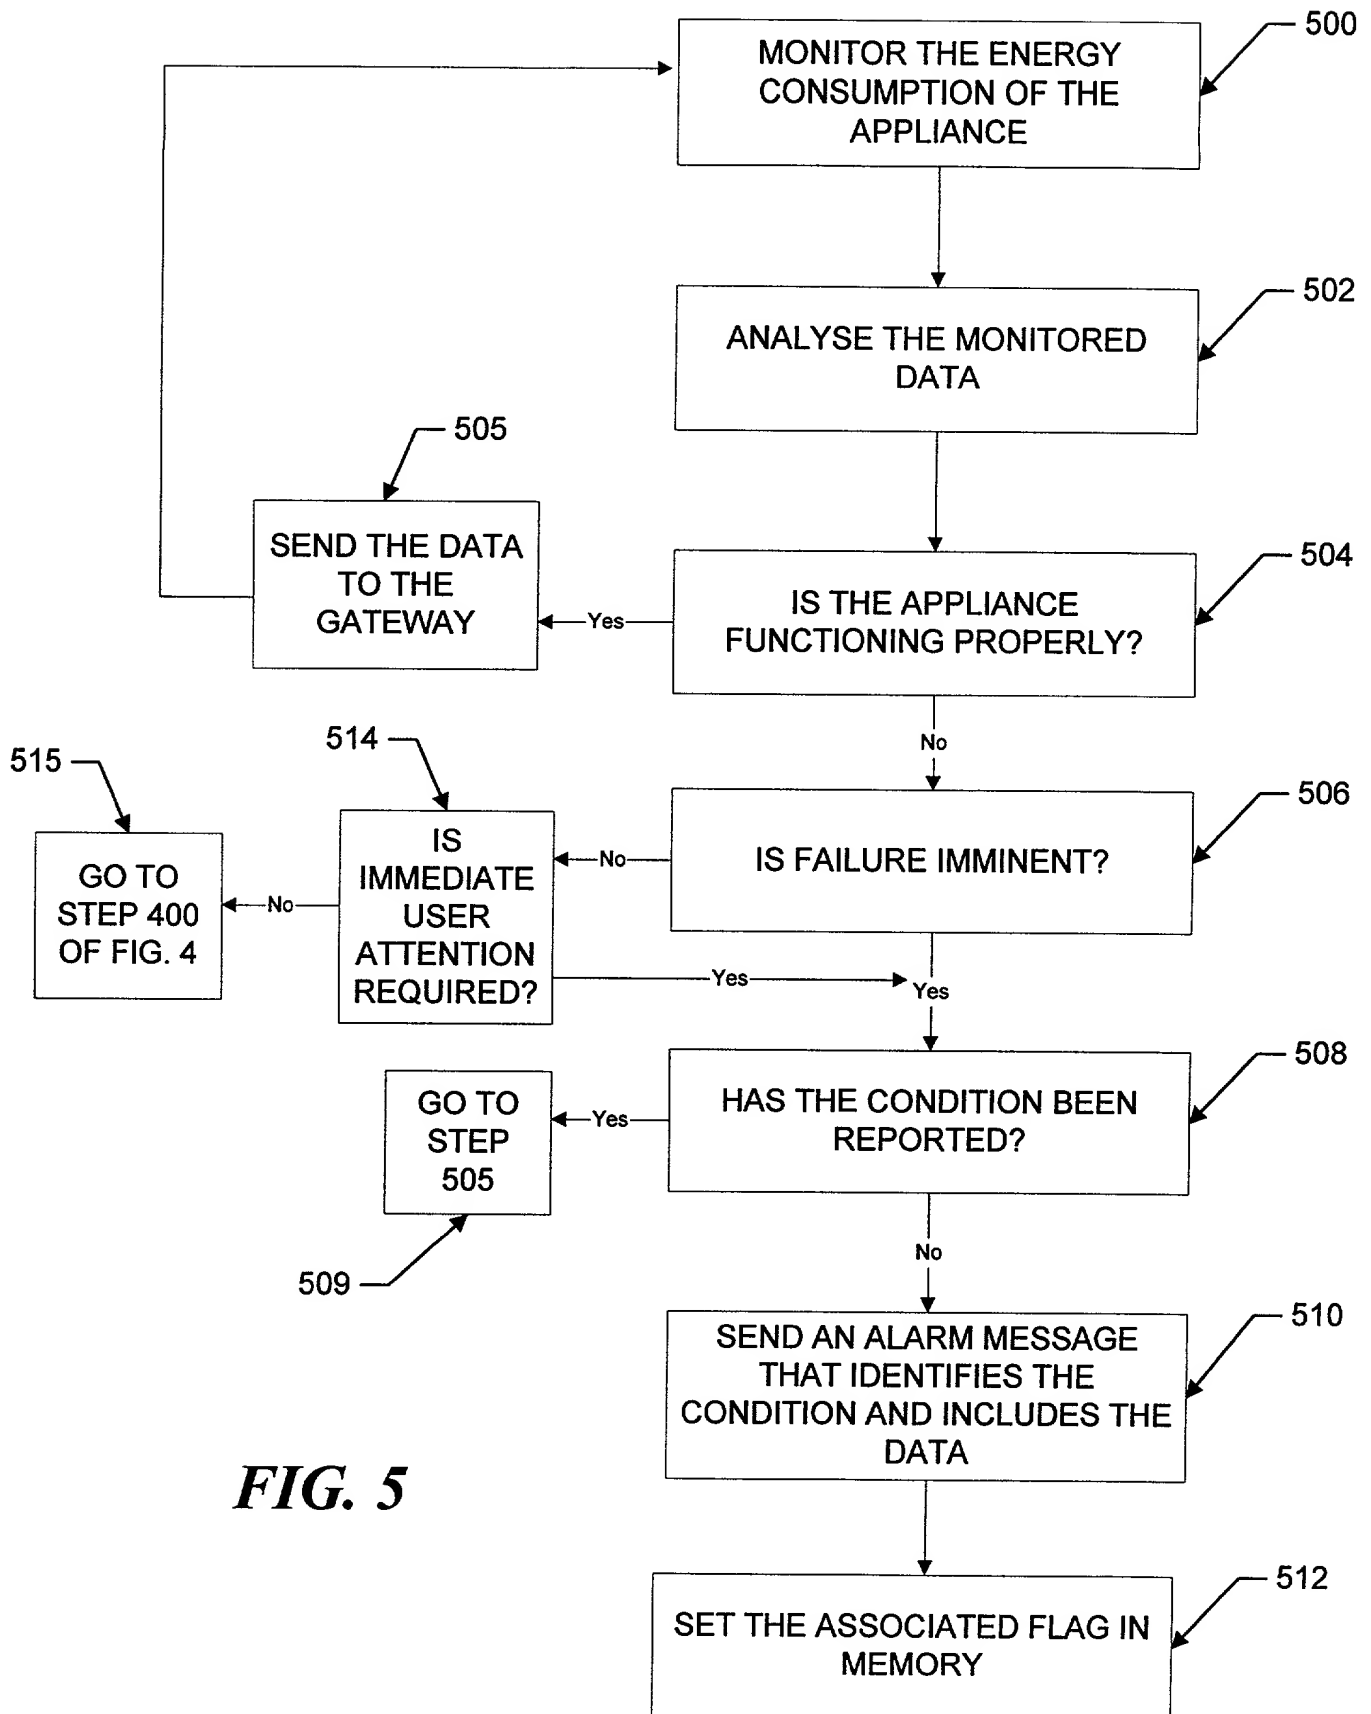 500
MONITOR THE ENERGY
CONSUMPTION OF THE
APPLIANCE
502
ANALYSE THE MONITORED
DATA
505
SEND THE DATA
TO THE
GATEWAY
504
IS THE APPLIANCE
FUNCTIONING PROPERLY?
Yes
No
515
514
506
GO TO
STEP 400
OF FIG. 4
No
IS
IMMEDIATE
USER
ATTENTION
REQUIRED?
No
IS FAILURE IMMINENT?
Yes
Yes
508
GO TO
STEP
505
Yes
HAS THE CONDITION BEEN
REPORTED?
509
No
510
SEND AN ALARM MESSAGE
THAT IDENTIFIES THE
CONDITION AND INCLUDES THE
DATA
FIG. 5
512
SET THE ASSOCIATED FLAG IN
MEMORY